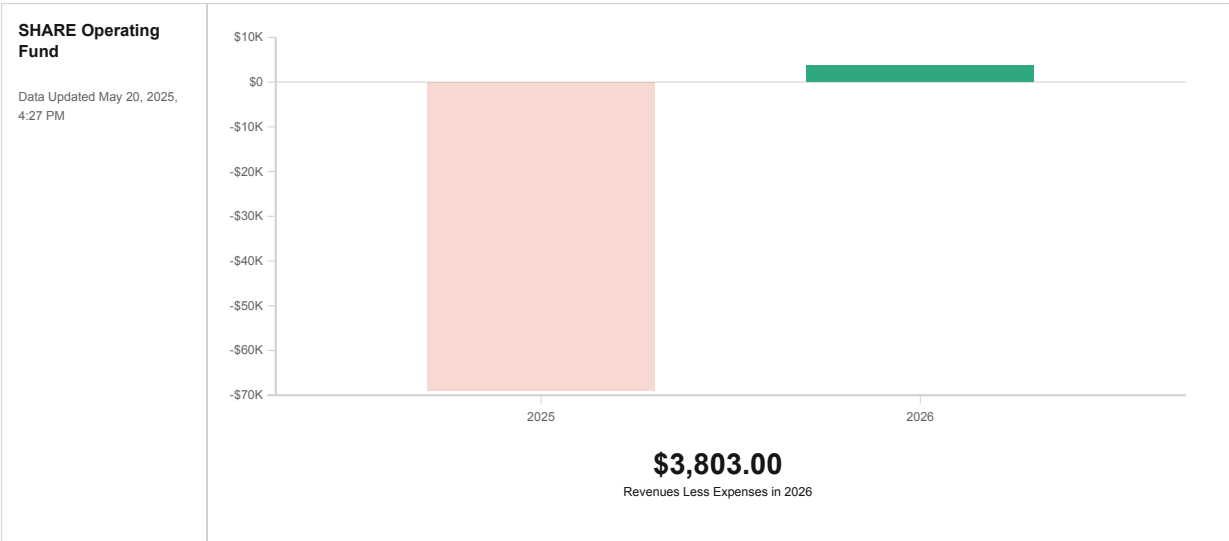 SHARE Operating
Fund
Data Updated May 20, 2025,
4:27 PM
$10K
$0
-$10K
-$20K
-$30K
-$40K
-$50K
-$60K
-$70K
2025
2026
$3,803.00
Revenues Less Expenses in 2026